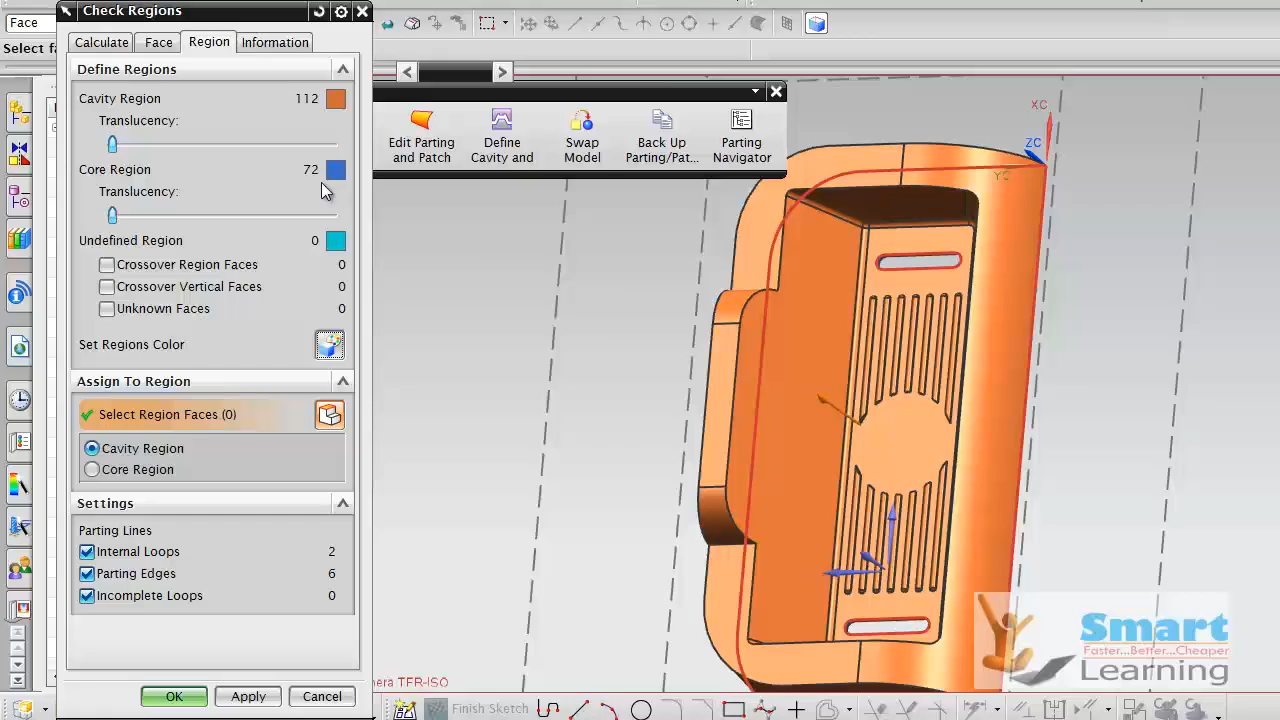 Check Regions
Face
Select fa
Calculate
Face
Region
Information
Define Regions
Cavity Region 112
Translucency:
Core Region 72
Translucency:
Undefined Region 0
Crossover Region Faces 0
Crossover Vertical Faces 0
Unknown Faces 0
Set Regions Color
Assign To Region
Select Region Faces (0)
Cavity Region
Core Region
Settings
Parting Lines
Internal Loops 2
Parting Edges 6
Incomplete Loops 0
OK
Apply
Cancel
Edit Parting
and Patch
Define
Cavity and
Swap
Model
Back Up
Parting/Pat...
Parting
Navigator
XC
ZC
YC
mera TFR-ISO
Finish Sketch
Smart
Faster...Better...Cheaper
Learning